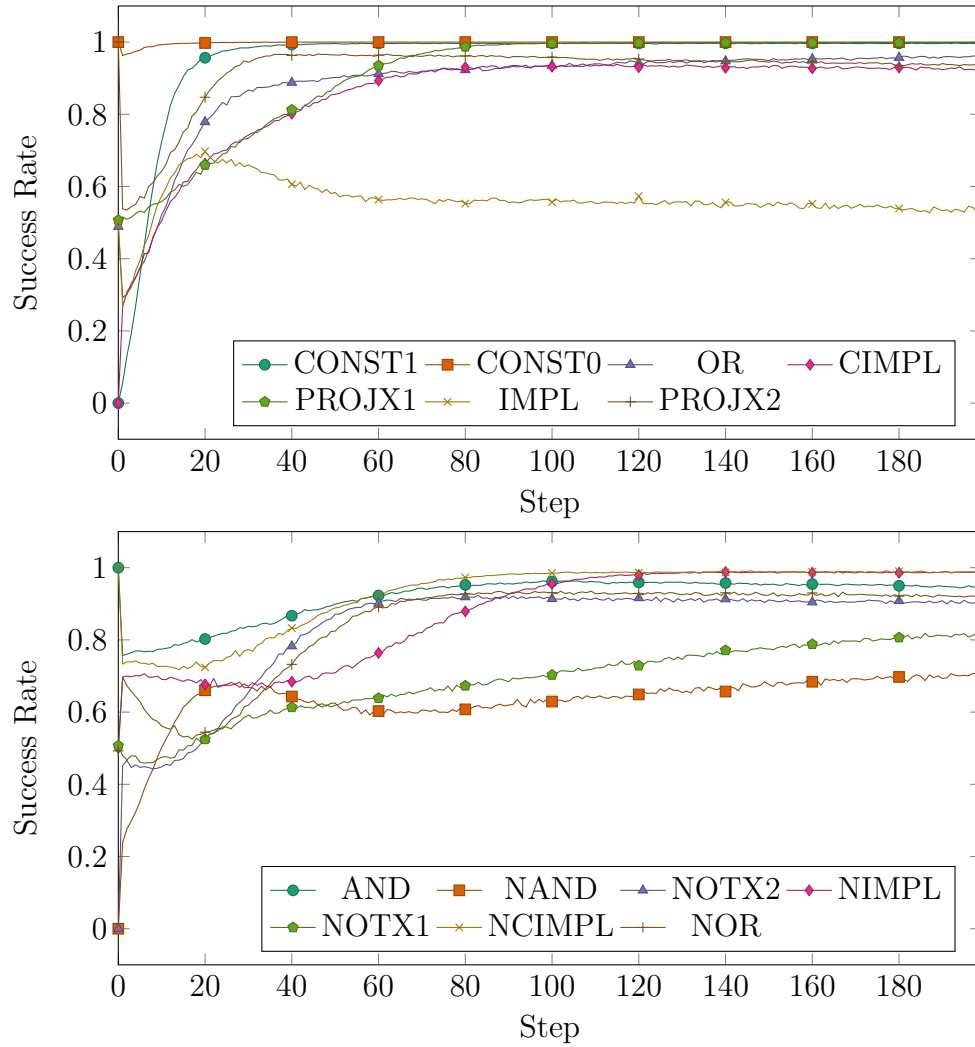 1
0.8
0.6
0.4
0.2
0
Success Rate
CONST1 CONST0 OR CIMPL
PROJX1 IMPL PROJX2
0 20 40 60 80 100 120 140 160 180
Step
1
0.8
0.6
0.4
0.2
0
Success Rate
AND NAND NOTX2 NIMPL
NOTX1 NCIMPL NOR
0 20 40 60 80 100 120 140 160 180
Step